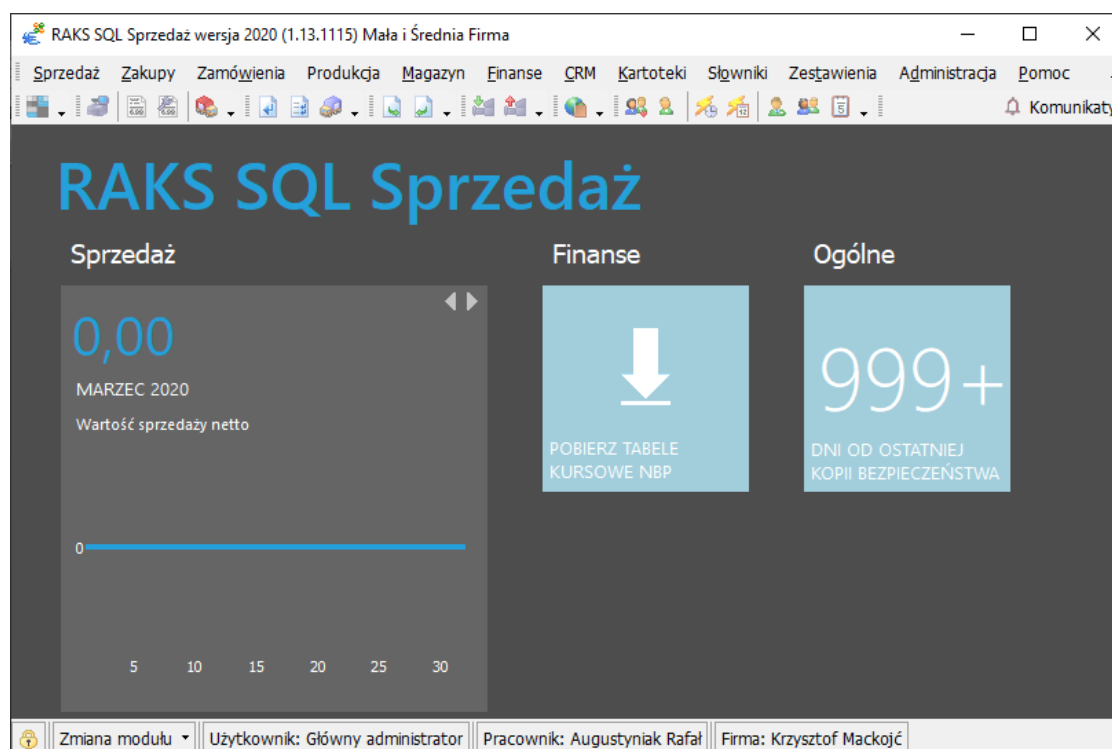 RAKS SQL Sprzedaż wersja 2020 (1.13.1115) Mała i Średnia Firma
Sprzedaż Zakupy Zamówienia Produkcja Magazyn Finanse CRM Kartoteki Słowniki Zestawienia Administracja Pomoc
Komunikaty
RAKS SQL Sprzedaż
Sprzedaż
0,00
MARZEC 2020
Wartość sprzedaży netto
0
5 10 15 20 25 30
Finanse
POBIERZ TABELE
KURSOWE NBP
Ogólne
999+
DNI OD OSTATNIEJ
KOPII BEZPIECZEŃSTWA
Zmiana modułu Użytkownik: Główny administrator Pracownik: Augustyniak Rafał Firma: Krzysztof Mackojć